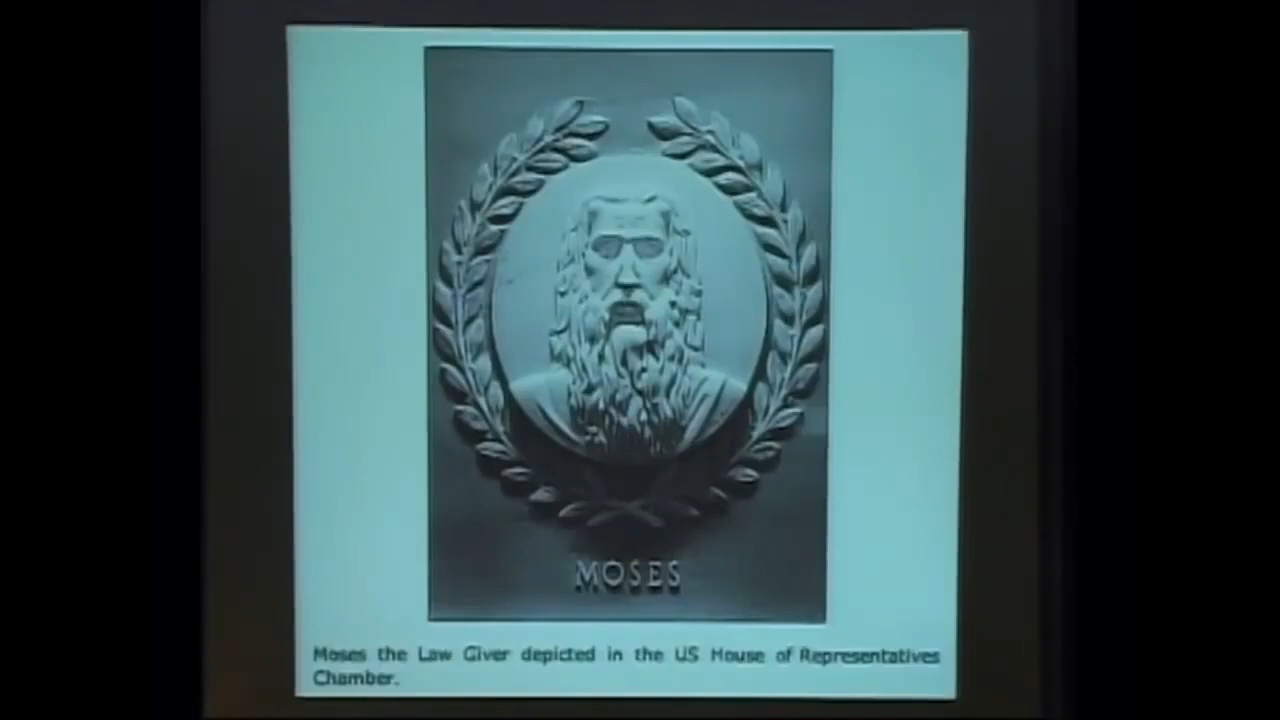 MOSES
Moses the Law Giver depicted in the US House of Representatives
Chamber.